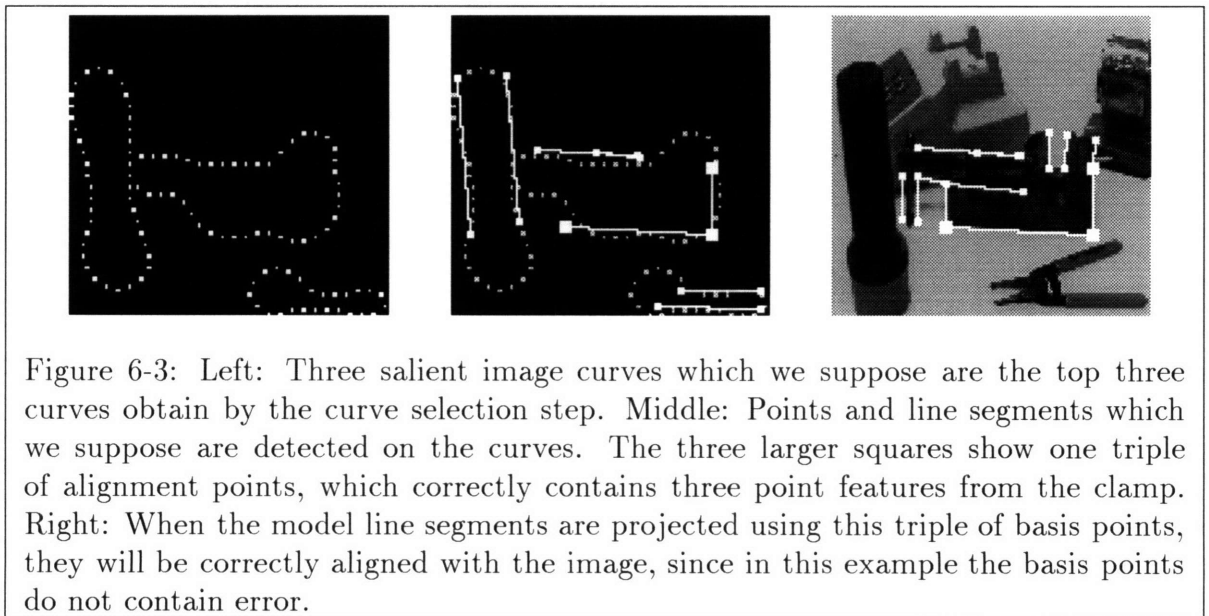 Figure 6-3: Left: Three salient image curves which we suppose are the top three
curves obtain by the curve selection step. Middle: Points and line segments which
we suppose are detected on the curves. The three larger squares show one triple
of alignment points, which correctly contains three point features from the clamp.
Right: When the model line segments are projected using this triple of basis points,
they will be correctly aligned with the image, since in this example the basis points
do not contain error.